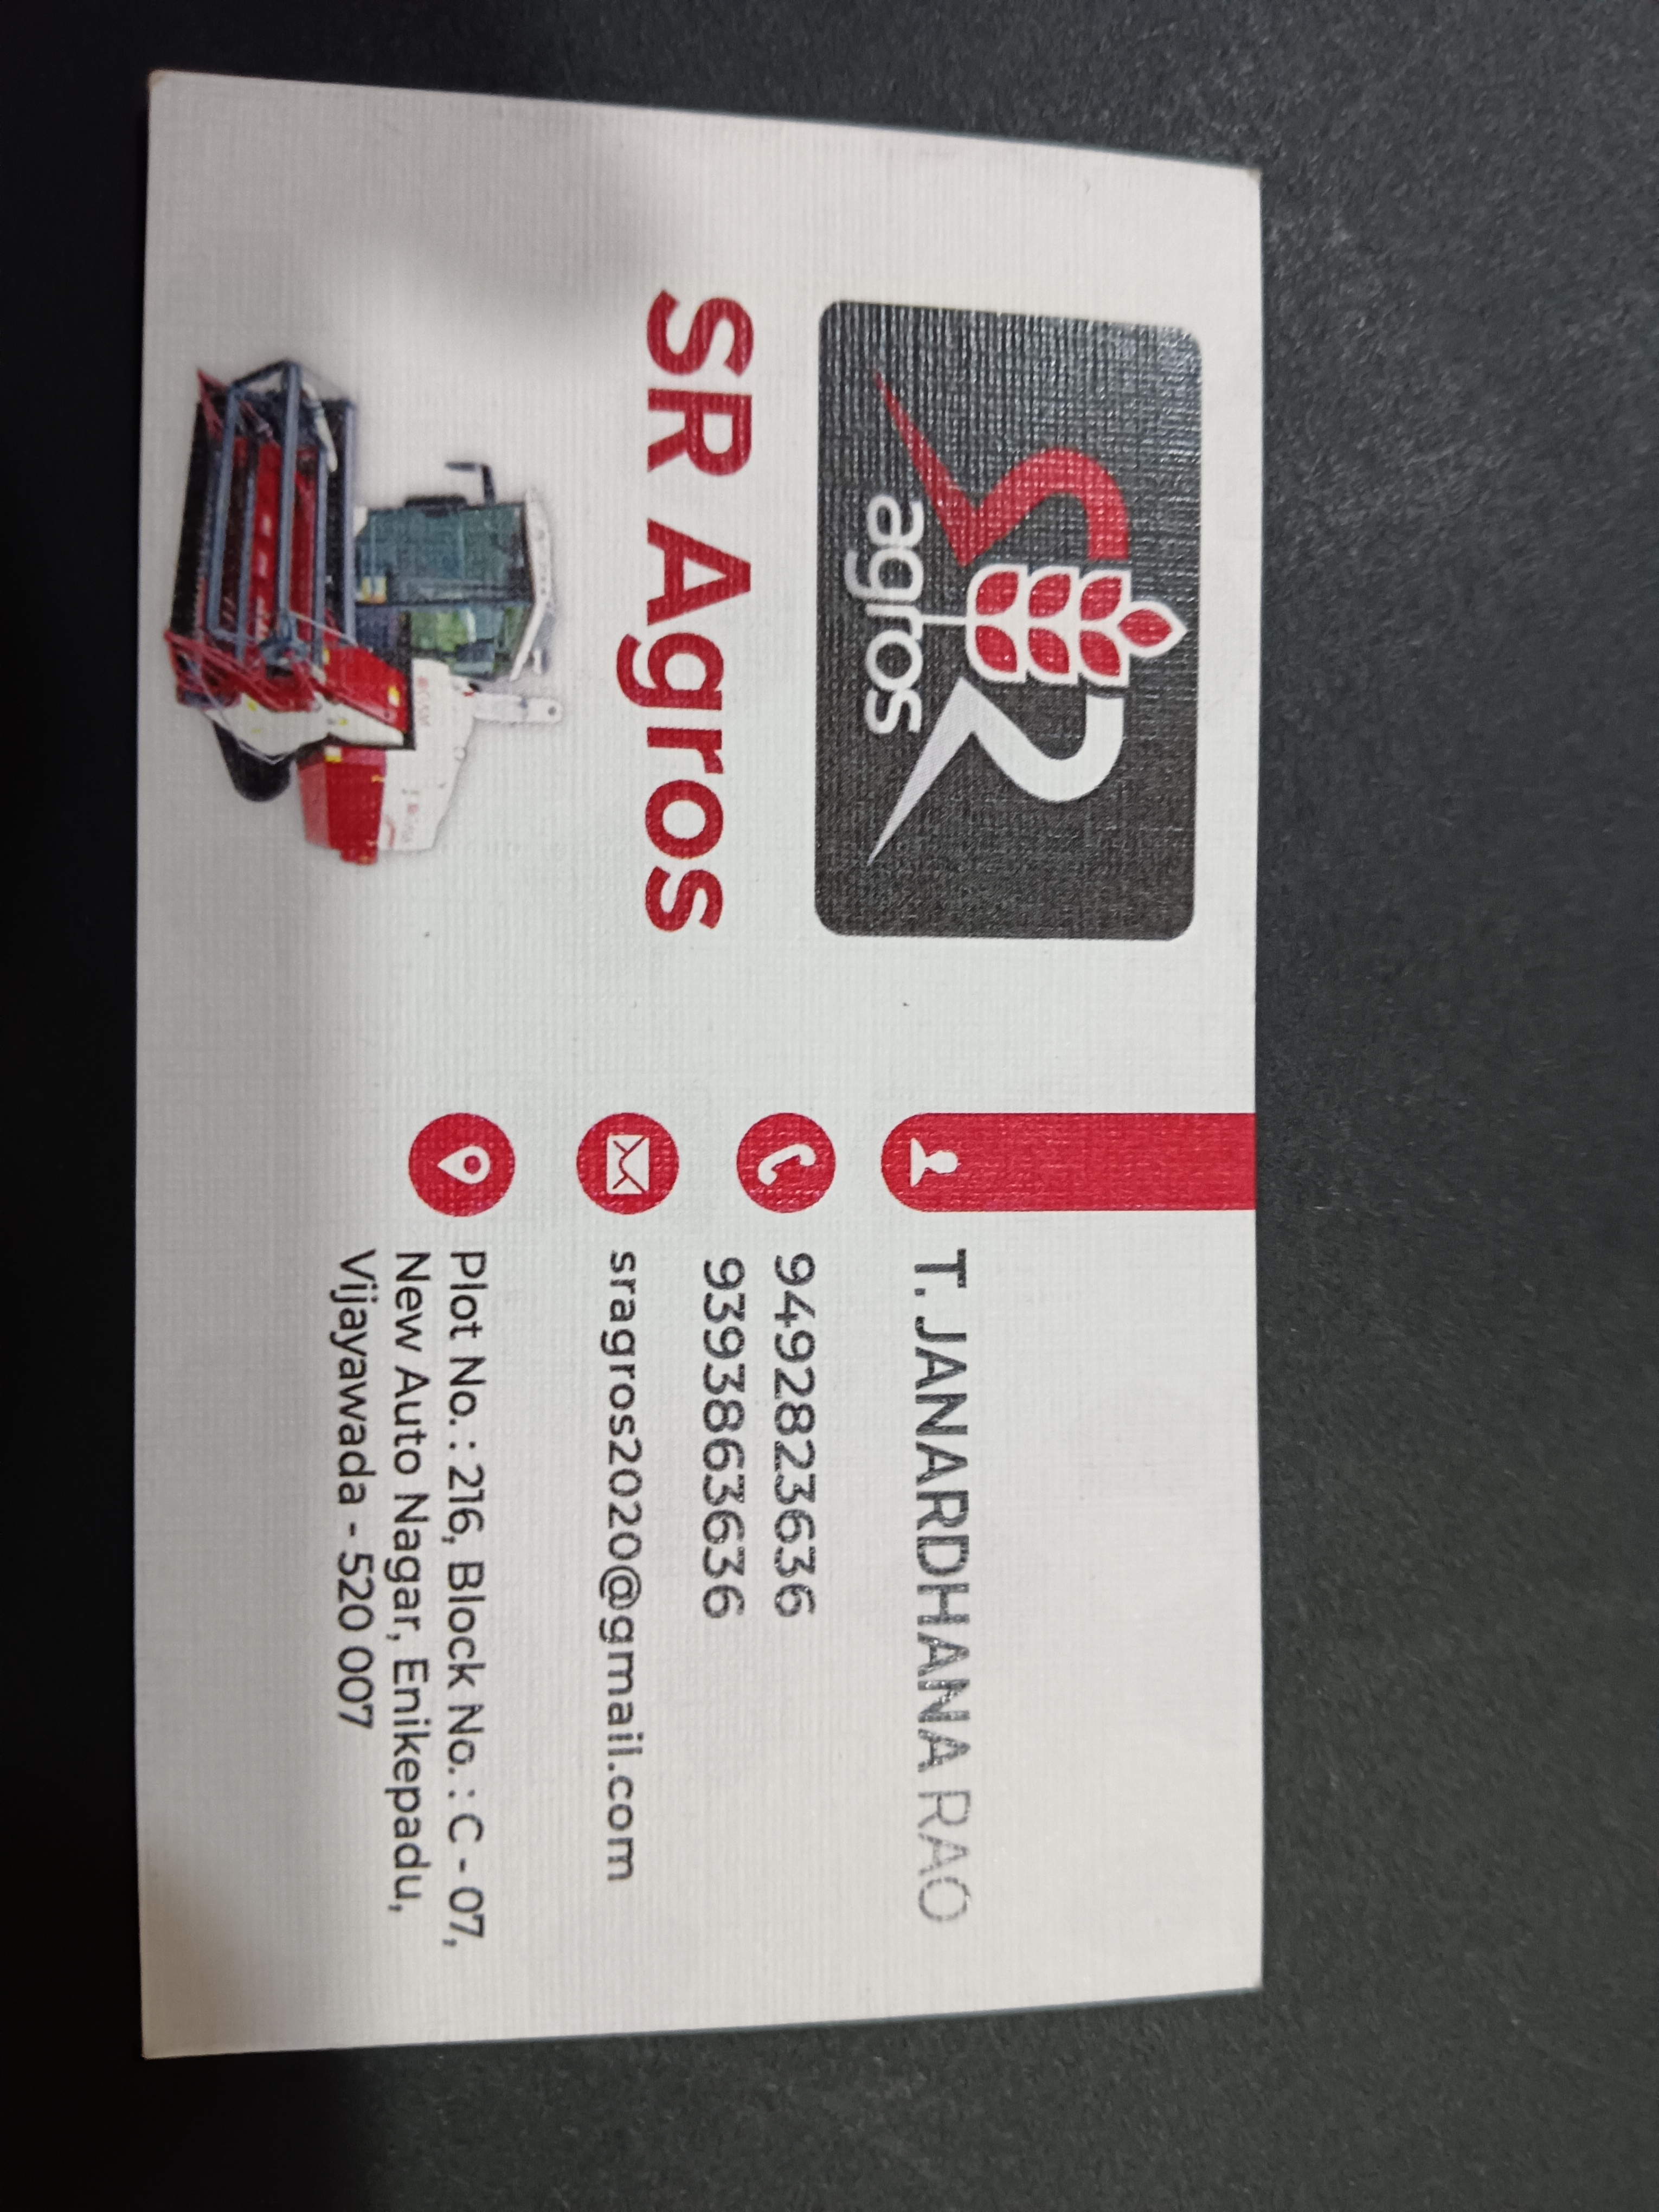 SR
agros
SR Agros
T. JANARDHANA RAO
9492823636
9393863636
sragros2020@gmail.com
Plot No. : 216, Block No. : C - 07,
New Auto Nagar, Enikepadu,
Vijayawada - 520 007